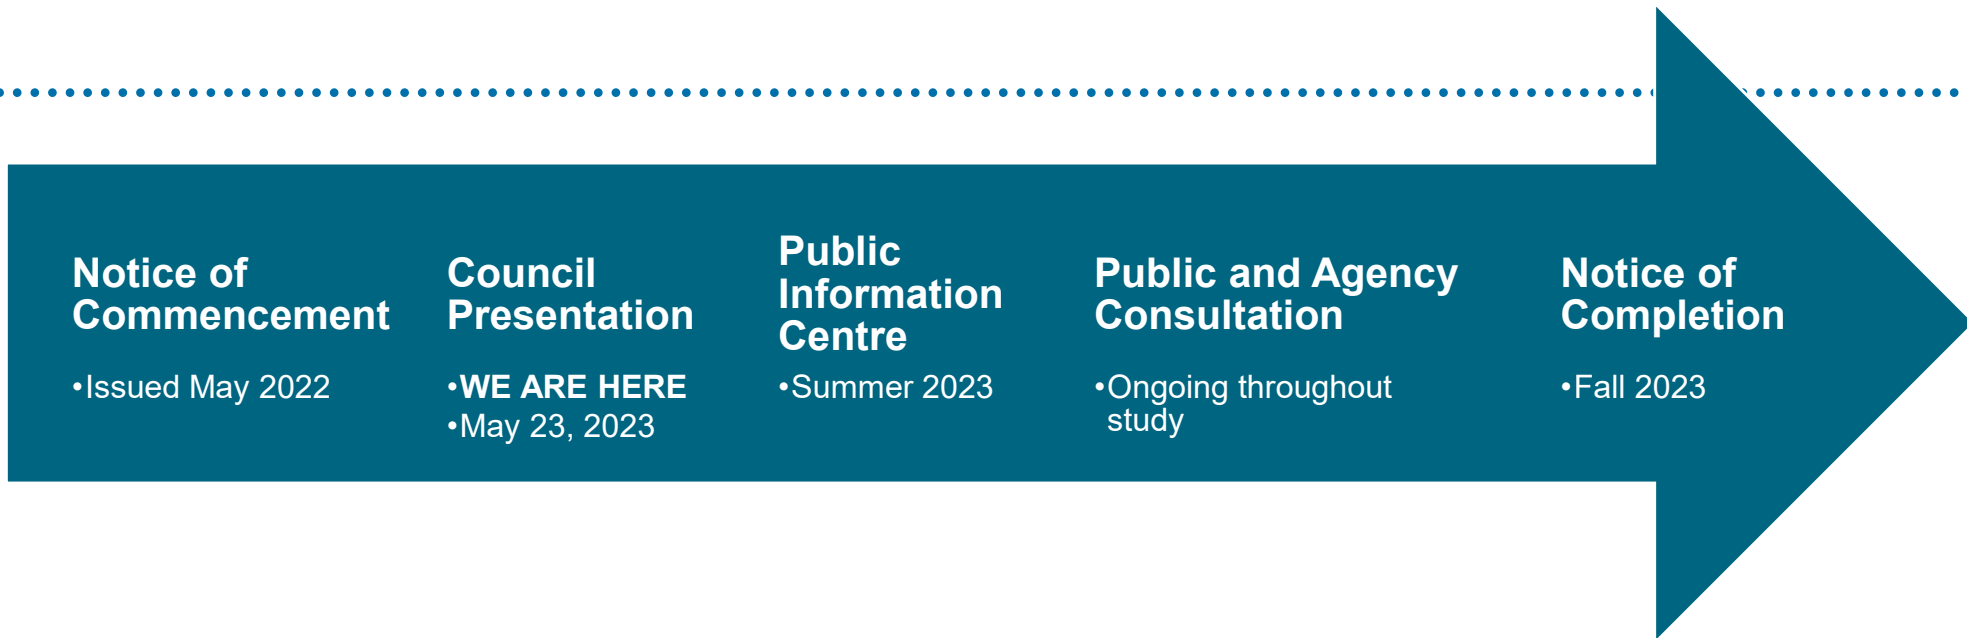 Notice of
Commencement
•Issued May 2022
Council
Presentation
•WE ARE HERE
•May 23, 2023
Public
Information
Centre
•Summer 2023
Public and Agency
Consultation
•Ongoing throughout
study
Notice of
Completion
•Fall 2023